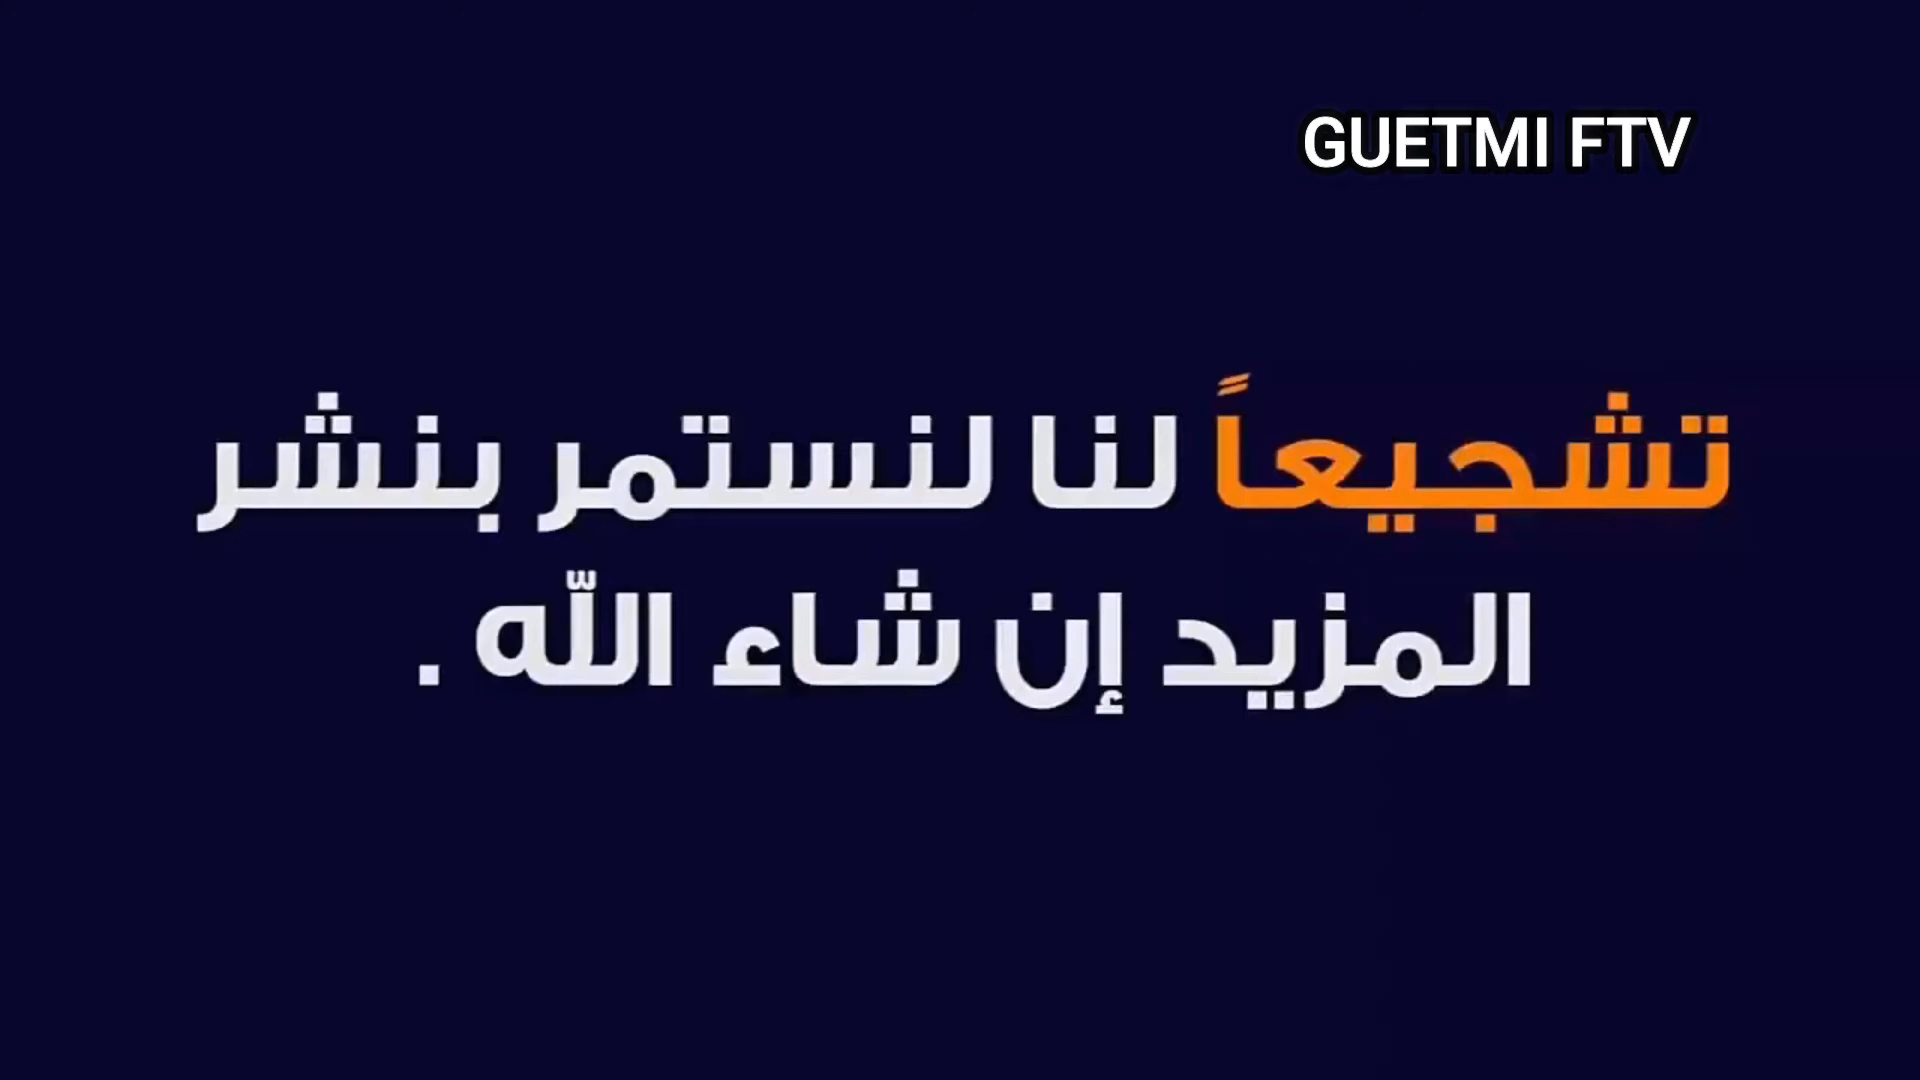 GUETMI FTV
تشجيعاً لنا لنستمر بنشر
المزيد إن شاء اللّه .